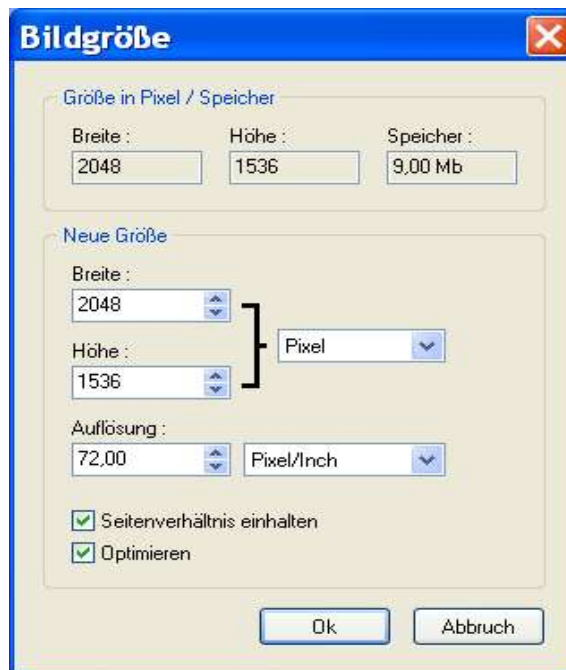 Bildgröße
Größe in Pixel / Speicher
Breite : Höhe : Speicher :
2048 1536 9,00 Mb
Neue Größe
Breite :
2048
Pixel
Höhe :
1536
Auflösung :
72,00 Pixel/Inch
Seitenverhältnis einhalten
Optimieren
Ok Abbruch